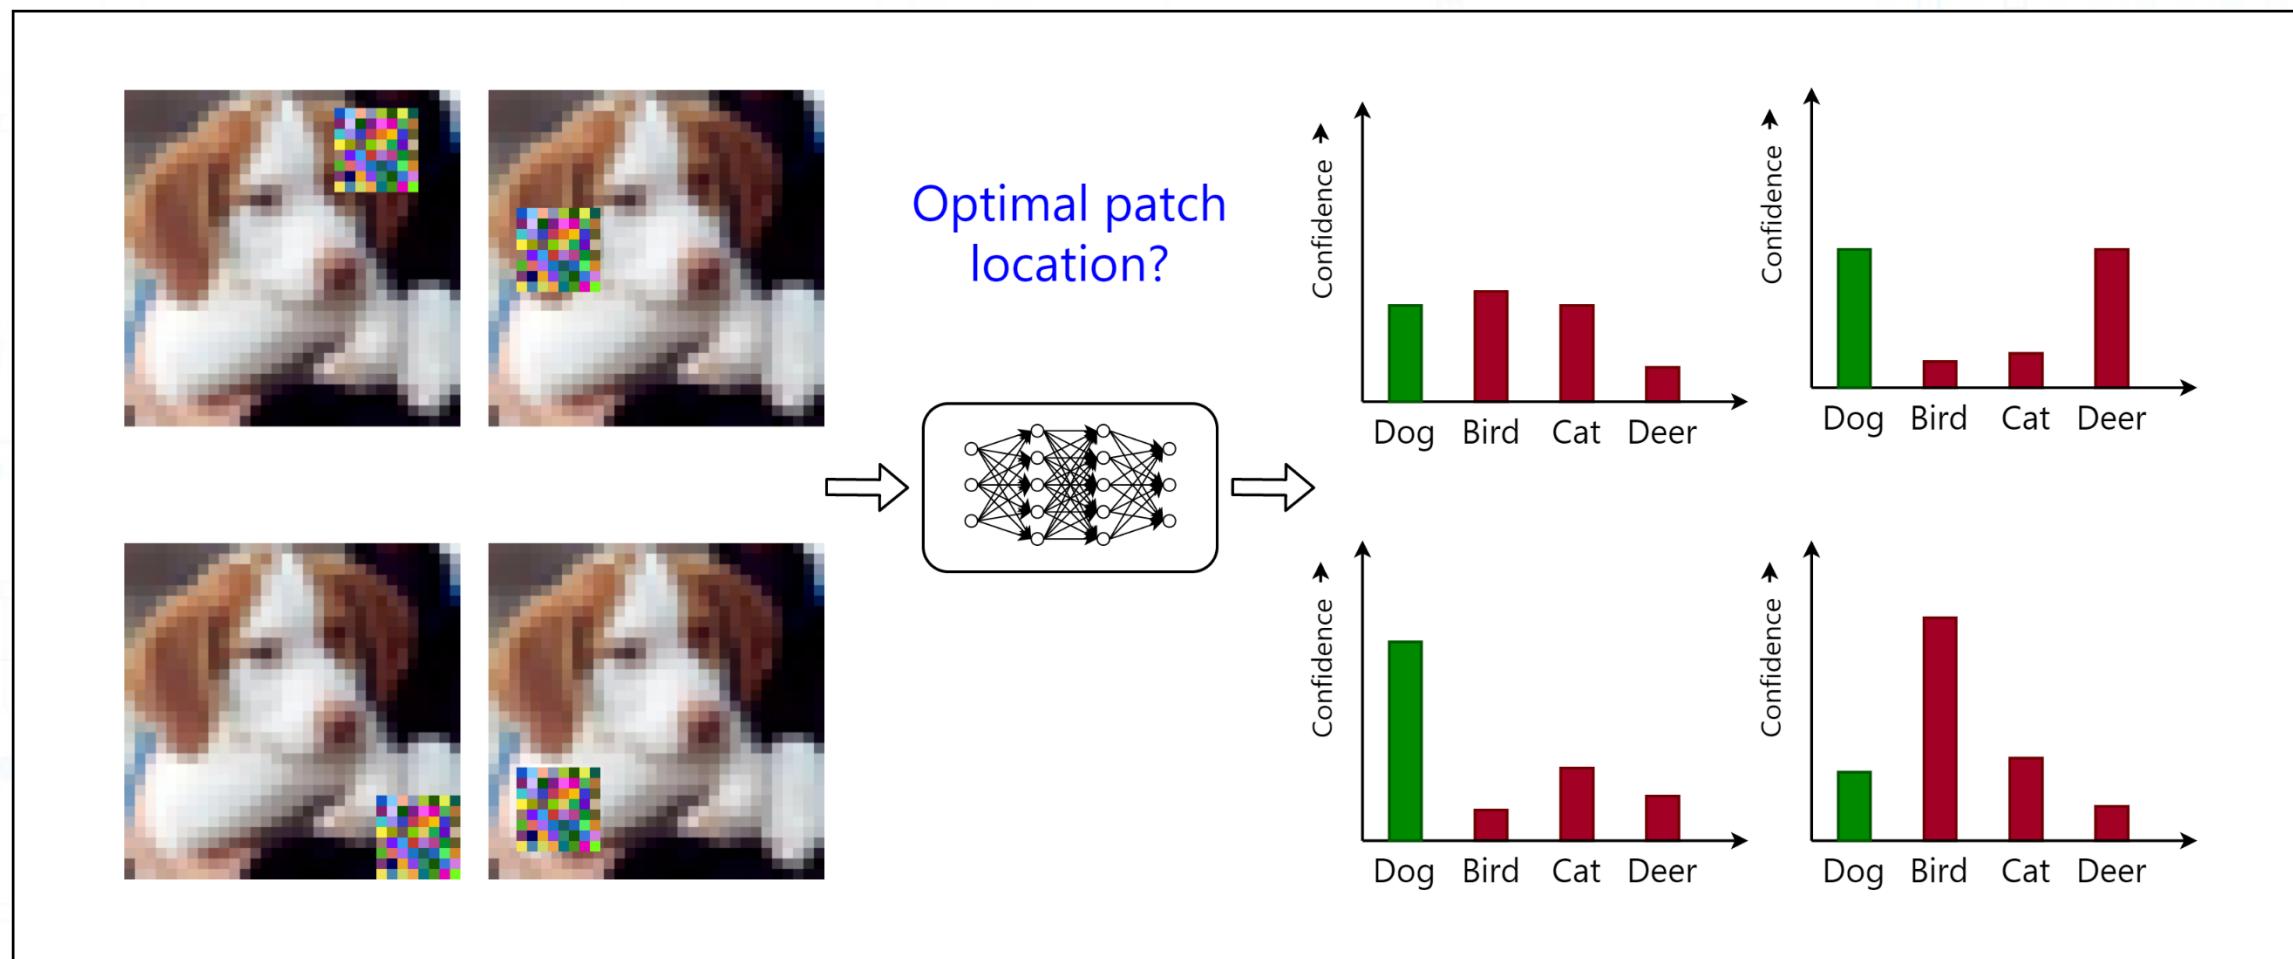 Optimal patch
location?
Confidence
Dog Bird Cat Deer
Confidence
Dog Bird Cat Deer
Confidence
Dog Bird Cat Deer
Confidence
Dog Bird Cat Deer